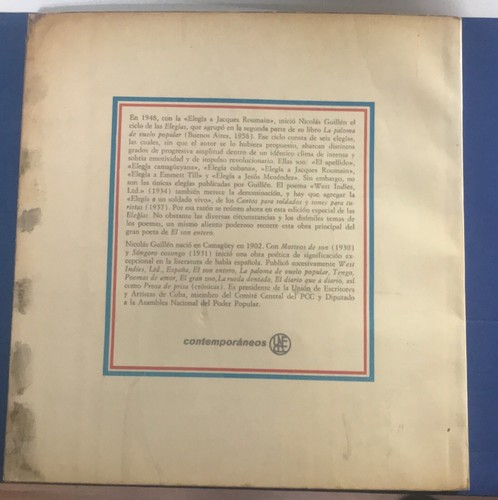 En 1948, con la «Elegía a Jacques Roumain», inició Nicolás Guillén el
ciclo de las Elegías, que agrupó en la segunda parte de su libro La paloma
de vuelo popular (Buenos Aires, 1958). Ese ciclo consta de seis elegías,
las cuales, sin que el autor se lo hubiera propuesto, abarcan distintos
grados de progresiva amplitud dentro de un idéntico clima de intensa y
sobria emotividad y de impulso revolucionario. Ellas son: «El apellido»,
«Elegía camagüeyana», «Elegía cubana», «Elegía a Jacques Roumain»,
«Elegía a Emmett Till» y «Elegía a Jesús Menéndez». Sin embargo, no
son las únicas elegías publicadas por Guillén. El poema «West Indies,
Ltd.» (1934) también merece la denominación, y hay que agregar la
«Elegía a un soldado vivo», de los Cantos para soldados y sones para tu-
ristas (1937). Por esa razón se reúnen ahora en esta edición especial de las
Elegías. No obstante las diversas circunstancias y los disímiles temas de
los poemas, un mismo aliento poderoso encierra esta obra principal del
gran poeta de El son entero.
Nicolás Guillén nació en Camagüey en 1902. Con Motivos de son (1930)
y Sóngoro cosongo (1931) inició una obra poética de significación ex-
cepcional en la literatura de habla española. Publicó sucesivamente West
Indies, Ltd., España, El son entero, La paloma de vuelo popular, Tengo,
Poemas de amor, El gran zoo, La rueda dentada, El diario que a diario, así
como Prosa de prisa (crónicas). Es presidente de la Unión de Escritores
y Artistas de Cuba, miembro del Comité Central del PCC y Diputado
a la Asamblea Nacional del Poder Popular.
contemporáneos